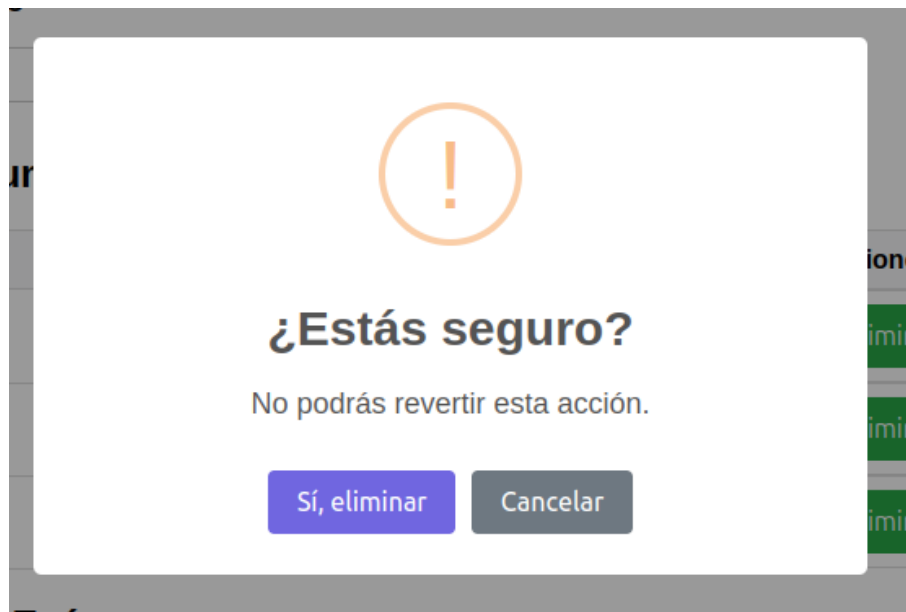 !
¿Estás seguro?
No podrás revertir esta acción.
Sí, eliminar
Cancelar